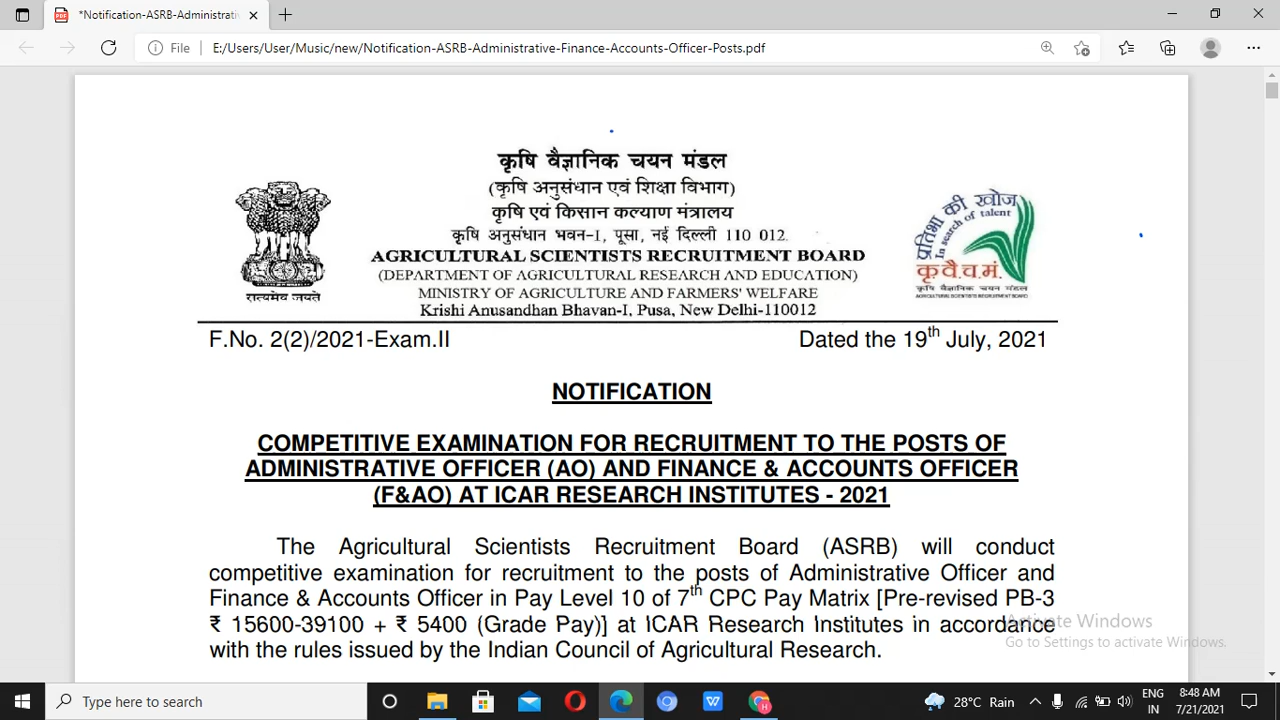 *Notification-ASRB-Administrati
File
E:/Users/User/Music/new/Notification-ASRB-Administrative-Finance-Accounts-Officer-Posts.pdf
कृषि वैज्ञानिक चयन मंडल
(कृषि अनुसंधान एवं शिक्षा विभाग)
कृषि एवं किसान कल्याण मंत्रालय
कृषि अनुसंधान भवन-I, पूसा, नई दिल्ली 110 012.
AGRICULTURAL SCIENTISTS RECRUITMENT BOARD
(DEPARTMENT OF AGRICULTURAL RESEARCH AND EDUCATION)
MINISTRY OF AGRICULTURE AND FARMERS' WELFARE
Krishi Anusandhan Bhavan-I, Pusa, New Delhi-110012
सत्यमेव जयते
प्रतिभा की खोज
In search of talent
कृ.वै.च.मं.
कृषि वैज्ञानिक चयन मंडल
AGRICULTURAL SCIENTISTS RECRUITMENT BOARD
F.No. 2(2)/2021-Exam.II
Dated the 19th July, 2021
NOTIFICATION
COMPETITIVE EXAMINATION FOR RECRUITMENT TO THE POSTS OF
ADMINISTRATIVE OFFICER (AO) AND FINANCE & ACCOUNTS OFFICER
(F&AO) AT ICAR RESEARCH INSTITUTES - 2021
The Agricultural Scientists Recruitment Board (ASRB) will conduct
competitive examination for recruitment to the posts of Administrative Officer and
Finance & Accounts Officer in Pay Level 10 of 7th CPC Pay Matrix [Pre-revised PB-3
₹ 15600-39100 + ₹ 5400 (Grade Pay)] at ICAR Research Institutes in accordance
with the rules issued by the Indian Council of Agricultural Research.
Activate Windows
Go to Settings to activate Windows.
Type here to search
28°C Rain
ENG
IN
8:48 AM
7/21/2021